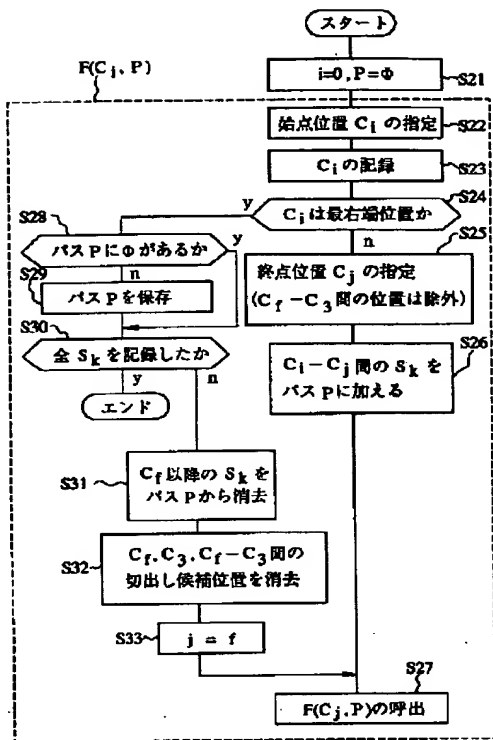 スタート
F(Cj, P)
i=0, P=Φ
S21
始点位置 Ci の指定
S22
Ci の記録
S23
S24
Ci は最右端位置か
y
n
S28
パスPにΦがあるか
y
n
S25
終点位置 Cj の指定
(Cf－C3間の位置は除外)
S29
パスPを保存
S30
全 Sk を記録したか
y
n
エンド
S26
Ci－Cj間の Sk を
パスPに加える
S31
Cf以降の Sk を
パスPから消去
S32
Cf, C3, Cf－C3間の
切出し候補位置を消去
S33
j = f
S27
F(Cj, P)の呼出